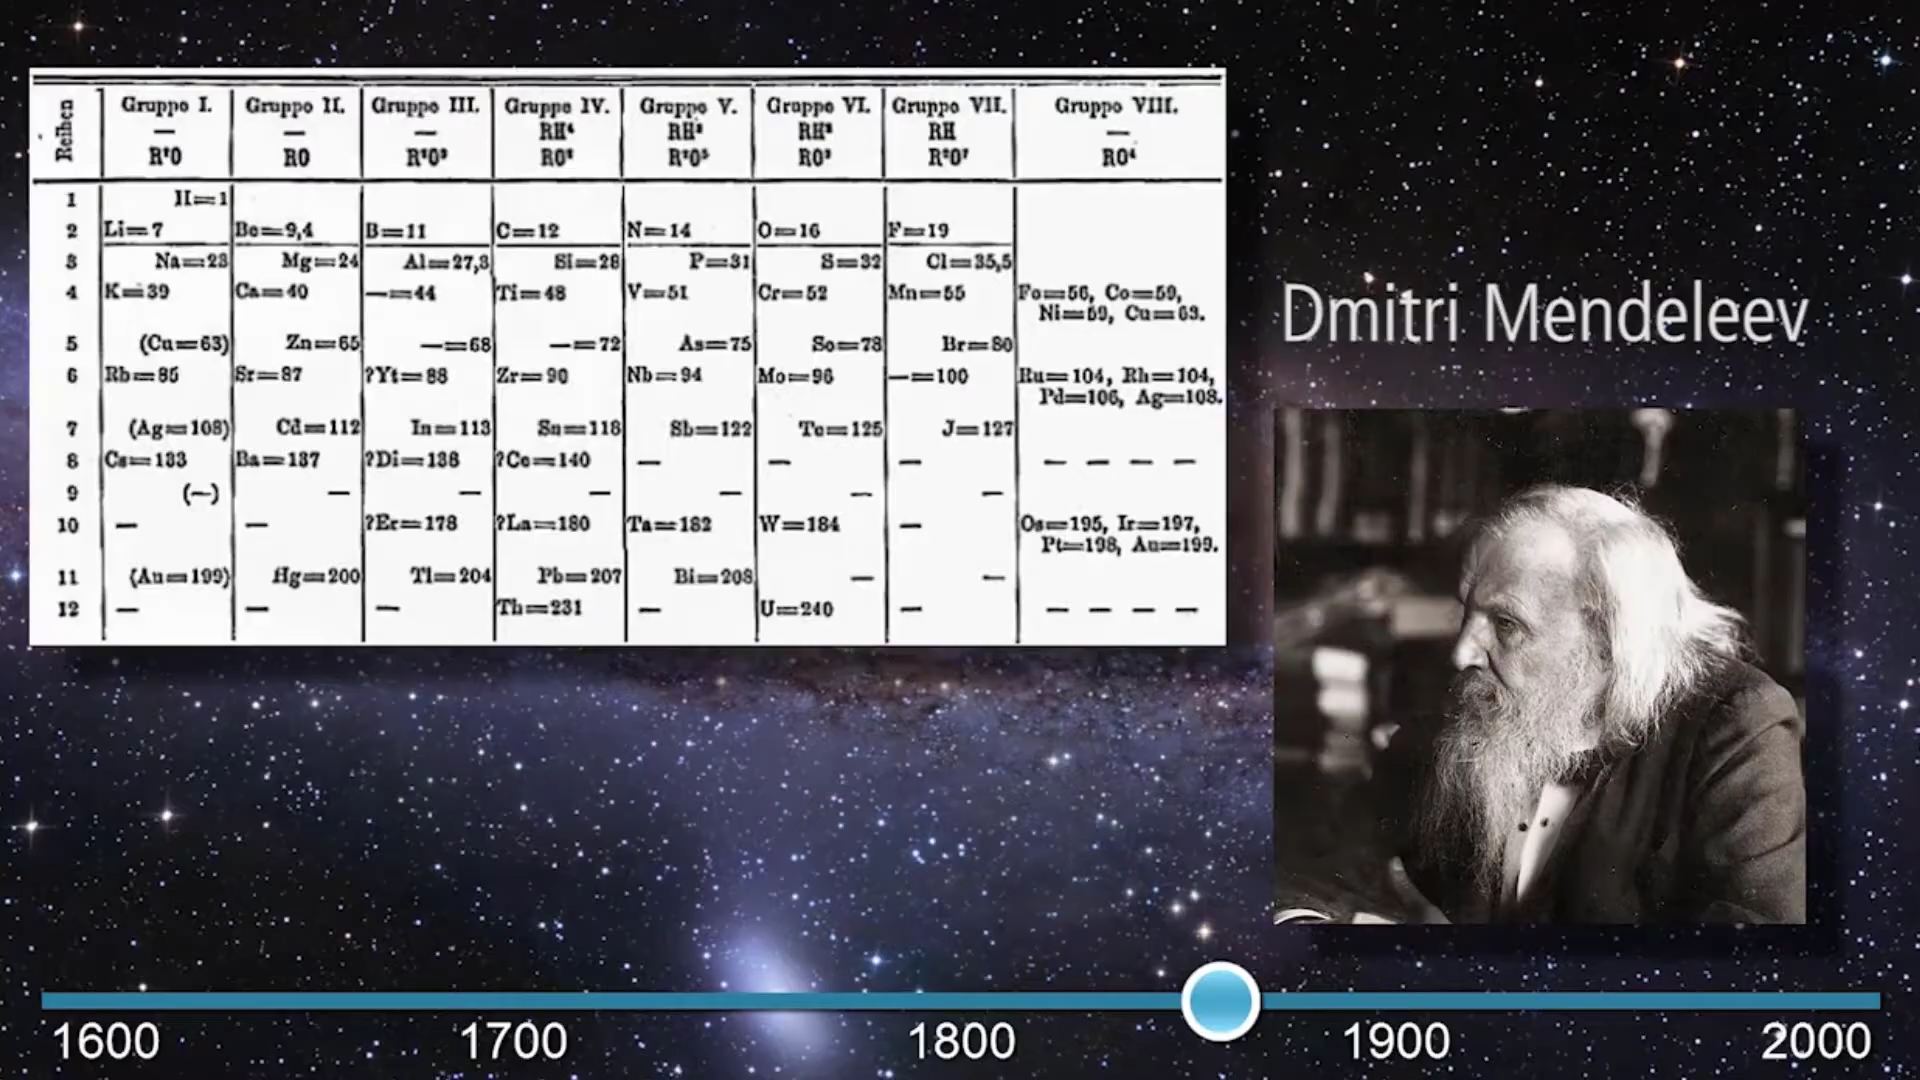 Reihen
Gruppo I. Gruppo II. Gruppo III. Gruppo IV. Gruppo V. Gruppo VI. Gruppo VII. Gruppo VIII.
— — — RH⁴ RH³ RH² RH —
R²O RO R²O³ RO² R²O⁵ RO³ R²O⁷ RO⁴
1 H=1
2 Li=7 Be=9,4 B=11 C=12 N=14 O=16 F=19
3 Na=23 Mg=24 Al=27,3 Si=28 P=31 S=32 Cl=35,5
4 K=39 Ca=40 —=44 Ti=48 V=51 Cr=52 Mn=55 Fo=56, Co=59,
Ni=59, Cu=63.
5 (Cu=63) Zn=65 —=68 —=72 As=75 So=78 Br=80
6 Rb=85 Sr=87 ?Yt=88 Zr=90 Nb=94 Mo=96 —=100 Ru=104, Rh=104,
Pd=106, Ag=108.
7 (Ag=108) Cd=112 In=113 Sn=118 Sb=122 Te=125 J=127
8 Cs=133 Ba=137 ?Di=138 ?Ce=140 — — — — — — —
9 (—) — — — — — —
10 — — ?Er=178 ?La=180 Ta=182 W=184 — Os=195, Ir=197,
Pt=198, Au=199.
11 (Au=199) Hg=200 Tl=204 Pb=207 Bi=208 — —
12 — — — Th=231 — U=240 — — — — —
Dmitri Mendeleev
1600 1700 1800 1900 2000